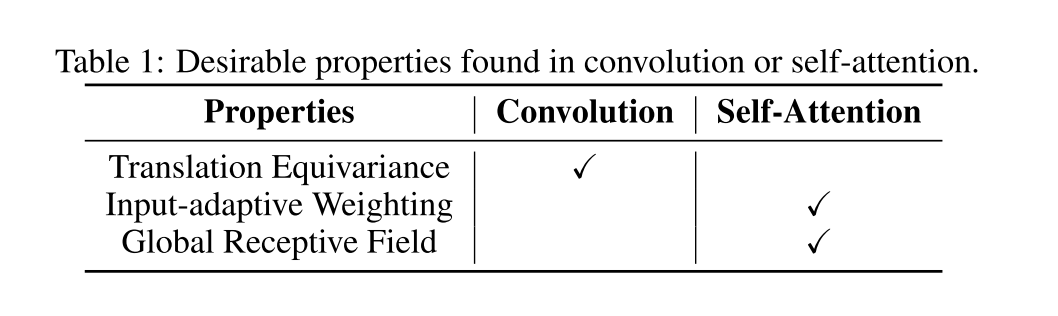 Table 1: Desirable properties found in convolution or self-attention.
Properties Convolution Self-Attention
Translation Equivariance ✓
Input-adaptive Weighting ✓
Global Receptive Field ✓